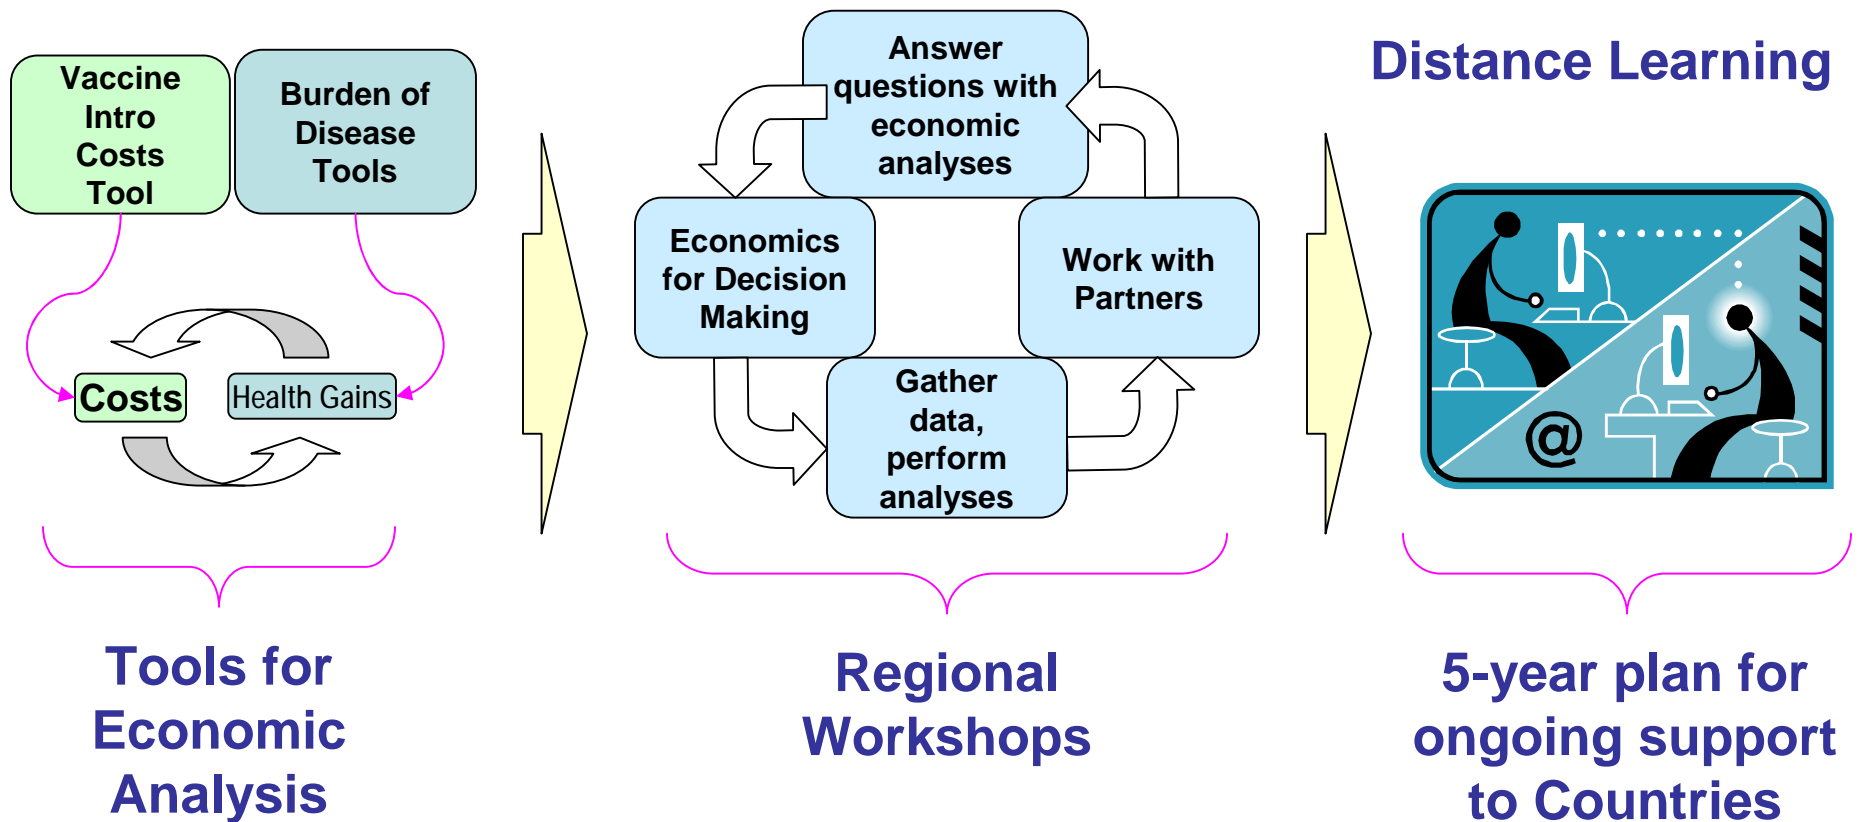 Vaccine
Intro
Costs
Tool
Burden of
Disease
Tools
Costs
Health Gains
Tools for
Economic
Analysis
Answer
questions with
economic
analyses
Economics
for Decision
Making
Work with
Partners
Gather
data,
perform
analyses
Regional
Workshops
Distance Learning
@
5-year plan for
ongoing support
to Countries